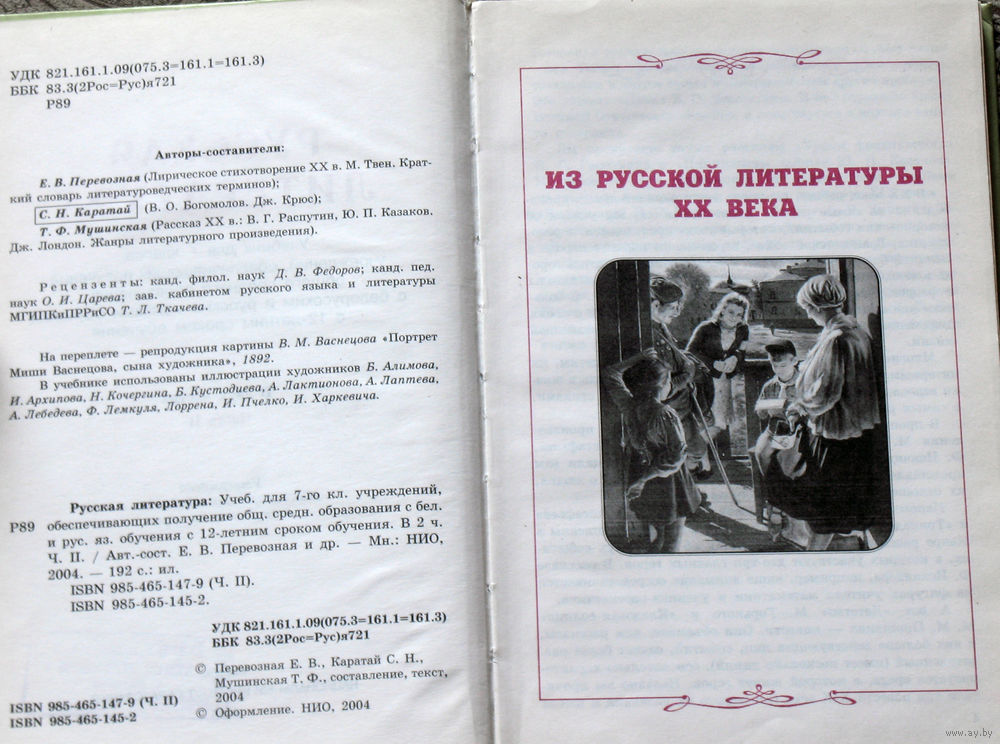 УДК 821.161.1.09(075.3=161.1=161.3)
ББК 83.3(2Рос=Рус)я721
Р89
Авторы-составители:
Е. В. Перевозная (Лирическое стихотворение XX в. М. Твен. Крат-
кий словарь литературоведческих терминов);
С. Н. Каратай (В. О. Богомолов. Дж. Крюс);
Т. Ф. Мушинская (Рассказ XX в.: В. Г. Распутин, Ю. П. Казаков.
Дж. Лондон. Жанры литературного произведения).
Рецензенты: канд. филол. наук Д. В. Федоров; канд. пед.
наук О. И. Царева; зав. кабинетом русского языка и литературы
МГИПКиПРРиСО Т. Л. Ткачева.
На переплете — репродукция картины В. М. Васнецова «Портрет
Миши Васнецова, сына художника», 1892.
В учебнике использованы иллюстрации художников Б. Алимова,
И. Архипова, Н. Кочергина, Б. Кустодиева, А. Лактионова, А. Лаптева,
А. Лебедева, Ф. Лемкуля, Лоррена, И. Пчелко, И. Харкевича.
Русская литература: Учеб. для 7-го кл. учреждений,
Р89 обеспечивающих получение общ. средн. образования с бел.
и рус. яз. обучения с 12-летним сроком обучения. В 2 ч.
Ч. II. / Авт.-сост. Е. В. Перевозная и др. — Мн.: НИО,
2004. — 192 с.: ил.
ISBN 985-465-147-9 (Ч. II).
ISBN 985-465-145-2.
УДК 821.161.1.09(075.3=161.1=161.3)
ББК 83.3(2Рос=Рус)я721
© Перевозная Е. В., Каратай С. Н.,
Мушинская Т. Ф., составление, текст,
2004
© Оформление. НИО, 2004
ISBN 985-465-147-9 (Ч. II)
ISBN 985-465-145-2
ИЗ РУССКОЙ ЛИТЕРАТУРЫ
XX ВЕКА
www.ay.by